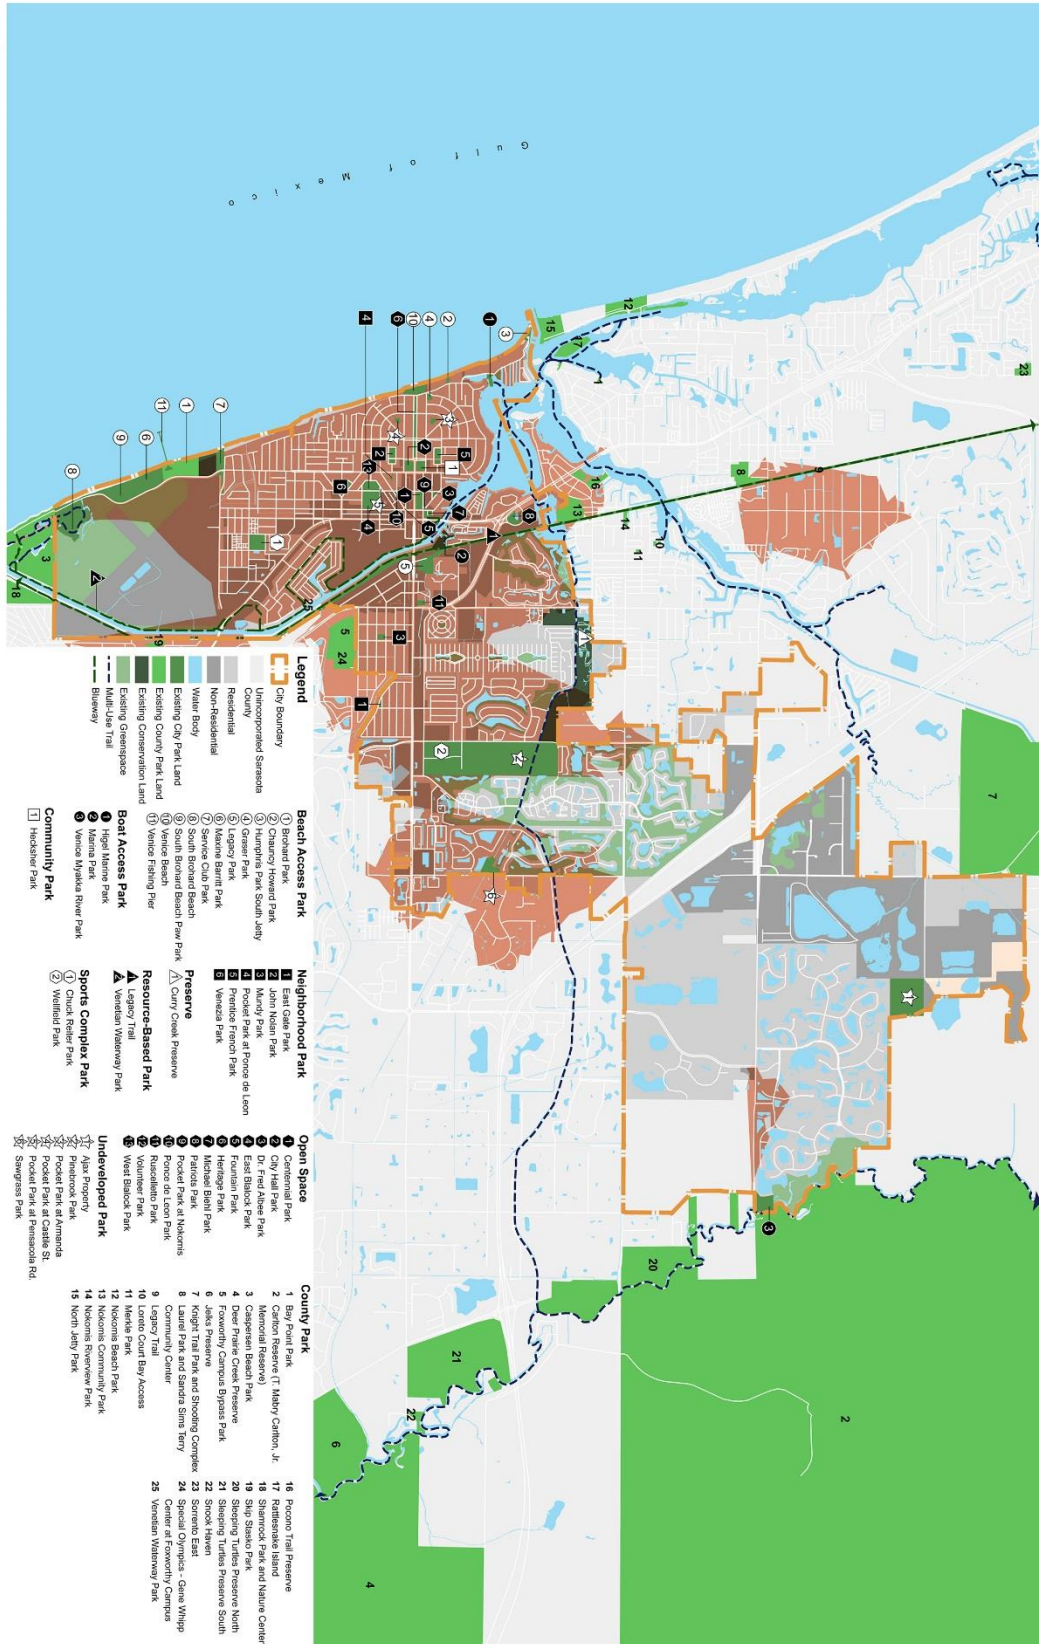 Gulf of Mexico
Legend
City Boundary
Unincorporated Sarasota
County
Residential
Non-Residential
Water Body
Existing City Park Land
Existing County Park Land
Existing Conservation Land
Existing Greenspace
Multi-Use Trail
Blueway
Beach Access Park
1 Brohard Park
2 Chauncy Howard Park
3 Humphris Park South Jetty
4 Graser Park
5 Legacy Park
6 Maxine Barritt Park
7 Service Club Park
8 South Brohard Beach
9 South Brohard Beach Paw Park
10 Venice Beach
11 Venice Fishing Pier
Boat Access Park
1 Higel Marine Park
2 Marina Park
3 Venice Myakka River Park
Community Park
1 Hecksher Park
Neighborhood Park
1 East Gate Park
2 John Nolan Park
3 Mundy Park
4 Pocket Park at Ponce de Leon
5 Prentice French Park
6 Venezia Park
Preserve
1 Curry Creek Preserve
Resource-Based Park
1 Legacy Trail
2 Venetian Waterway Park
Sports Complex Park
1 Chuck Reiter Park
2 Wellfield Park
Open Space
1 Centennial Park
2 City Hall Park
3 Dr. Fred Albee Park
4 East Blalock Park
5 Fountain Park
6 Heritage Park
7 Michael Biehl Park
8 Patriots Park
9 Pocket Park at Nokomis
10 Ponce de Leon Park
11 Ruscelletto Park
12 Volunteer Park
13 West Blalock Park
Undeveloped Park
1 Ajax Property
2 Pinebrook Park
3 Pocket Park at Armanda
4 Pocket Park at Castile St.
5 Pocket Park at Pensacola Rd.
6 Sawgrass Park
County Park
1 Bay Point Park
2 Carlton Reserve (T. Mabry Carlton, Jr.
Memorial Reserve)
3 Caspersen Beach Park
4 Deer Prairie Creek Preserve
5 Foxworthy Campus Bypass Park
6 Jelks Preserve
7 Knight Trail Park and Shooting Complex
8 Laurel Park and Sandra Sims Terry
Community Center
9 Legacy Trail
10 Loreto Court Bay Access
11 Merkle Park
12 Nokomis Beach Park
13 Nokomis Community Park
14 Nokomis Riverview Park
15 North Jetty Park
16 Pocono Trail Preserve
17 Rattlesnake Island
18 Shamrock Park and Nature Center
19 Skip Stasko Park
20 Sleeping Turtles Preserve North
21 Sleeping Turtles Preserve South
22 Snook Haven
23 Sorrento East
24 Special Olympics - Gene Whipp
Center at Foxworthy Campus
25 Venetian Waterway Park